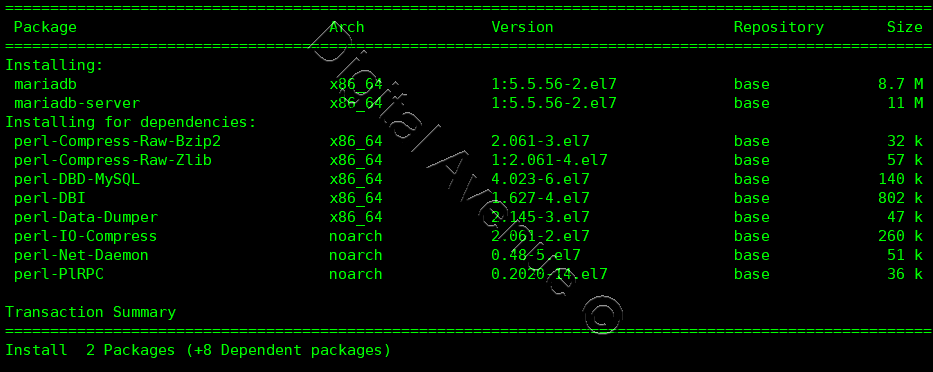 ================================================================================
 Package                            Arch              Version                    Repository       Size
================================================================================
Installing:
 mariadb                            x86_64            1:5.5.56-2.el7             base            8.7 M
 mariadb-server                     x86_64            1:5.5.56-2.el7             base             11 M
Installing for dependencies:
 perl-Compress-Raw-Bzip2            x86_64            2.061-3.el7                base             32 k
 perl-Compress-Raw-Zlib             x86_64            1:2.061-4.el7              base             57 k
 perl-DBD-MySQL                     x86_64            4.023-6.el7                base            140 k
 perl-DBI                           x86_64            1.627-4.el7                base            802 k
 perl-Data-Dumper                   x86_64            2.145-3.el7                base             47 k
 perl-IO-Compress                   noarch            2.061-2.el7                base            260 k
 perl-Net-Daemon                    noarch            0.48-5.el7                 base             51 k
 perl-PlRPC                         noarch            0.2020-14.el7              base             36 k
Transaction Summary
================================================================================
Install  2 Packages (+8 Dependent packages)
Digital Avenue ©